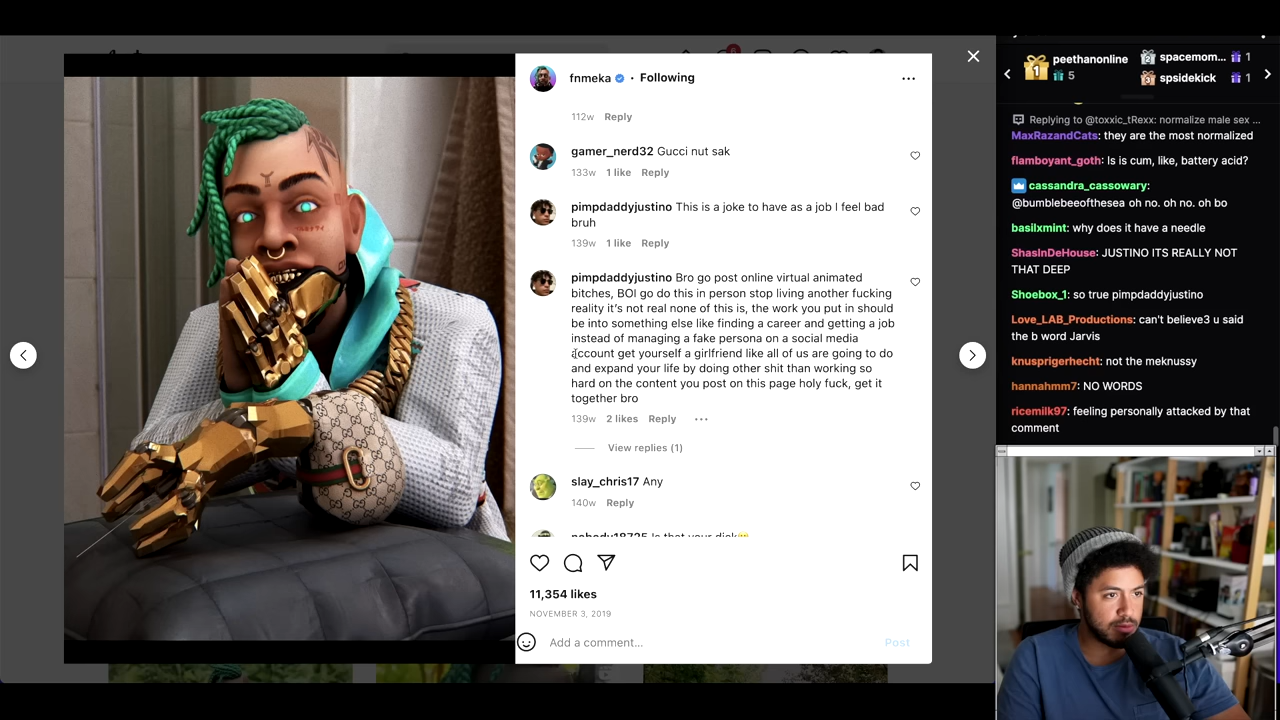 fnmeka • Following
112w Reply
gamer_nerd32 Gucci nut sak
133w 1 like Reply
pimpdaddyjustino This is a joke to have as a job I feel bad
bruh
139w 1 like Reply
pimpdaddyjustino Bro go post online virtual animated
bitches, BOI go do this in person stop living another fucking
reality it's not real none of this is, the work you put in should
be into something else like finding a career and getting a job
instead of managing a fake persona on a social media
account get yourself a girlfriend like all of us are going to do
and expand your life by doing other shit than working so
hard on the content you post on this page holy fuck, get it
together bro
139w 2 likes Reply
View replies (1)
slay_chris17 Any
140w Reply
nobody18725 Is that your dick
11,354 likes
NOVEMBER 3, 2019
Add a comment...
Post
1 peethanonline
5
2 spacemom... 1
3 spsidekick 1
Replying to @toxxic_tRexx: normalize male sex ...
MaxRazandCats: they are the most normalized
flamboyant_goth: Is is cum, like, battery acid?
cassandra_cassowary:
@bumblebeeofthesea oh no. oh no. oh bo
basilxmint: why does it have a needle
ShasInDeHouse: JUSTINO ITS REALLY NOT
THAT DEEP
Shoebox_1: so true pimpdaddyjustino
Love_LAB_Productions: can't believe3 u said
the b word Jarvis
knusprigerhecht: not the meknussy
hannahmm7: NO WORDS
ricemilk97: feeling personally attacked by that
comment